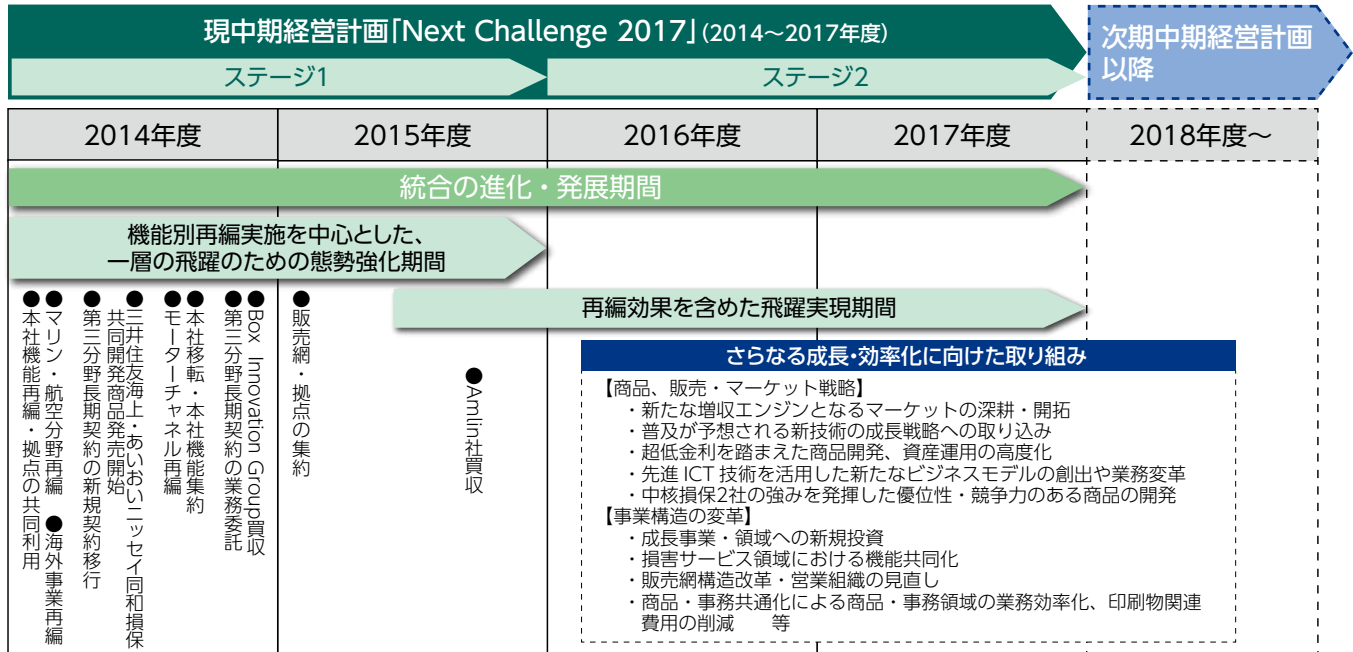 現中期経営計画「Next Challenge 2017」(2014～2017年度)
次期中期経営計画
以降
ステージ1
ステージ2
2014年度
2015年度
2016年度
2017年度
2018年度～
統合の進化・発展期間
機能別再編実施を中心とした、
一層の飛躍のための態勢強化期間
再編効果を含めた飛躍実現期間
●本社機能再編・拠点の共同利用
●マリン・航空分野再編 ●海外事業再編
●第三分野長期契約の新規契約移行
●三井住友海上・あいおいニッセイ同和損保
共同開発商品発売開始
●モーターチャネル再編
●本社移転・本社機能集約
●第三分野長期契約の業務委託
●Box Innovation Group買収
●販売網・拠点の集約
●Amlin社買収
さらなる成長・効率化に向けた取り組み
【商品、販売・マーケット戦略】
・新たな増収エンジンとなるマーケットの深耕・開拓
・普及が予想される新技術の成長戦略への取り込み
・超低金利を踏まえた商品開発、資産運用の高度化
・先進 ICT 技術を活用した新たなビジネスモデルの創出や業務変革
・中核損保2社の強みを発揮した優位性・競争力のある商品の開発
【事業構造の変革】
・成長事業・領域への新規投資
・損害サービス領域における機能共同化
・販売網構造改革・営業組織の見直し
・商品・事務共通化による商品・事務領域の業務効率化、印刷物関連
費用の削減 等